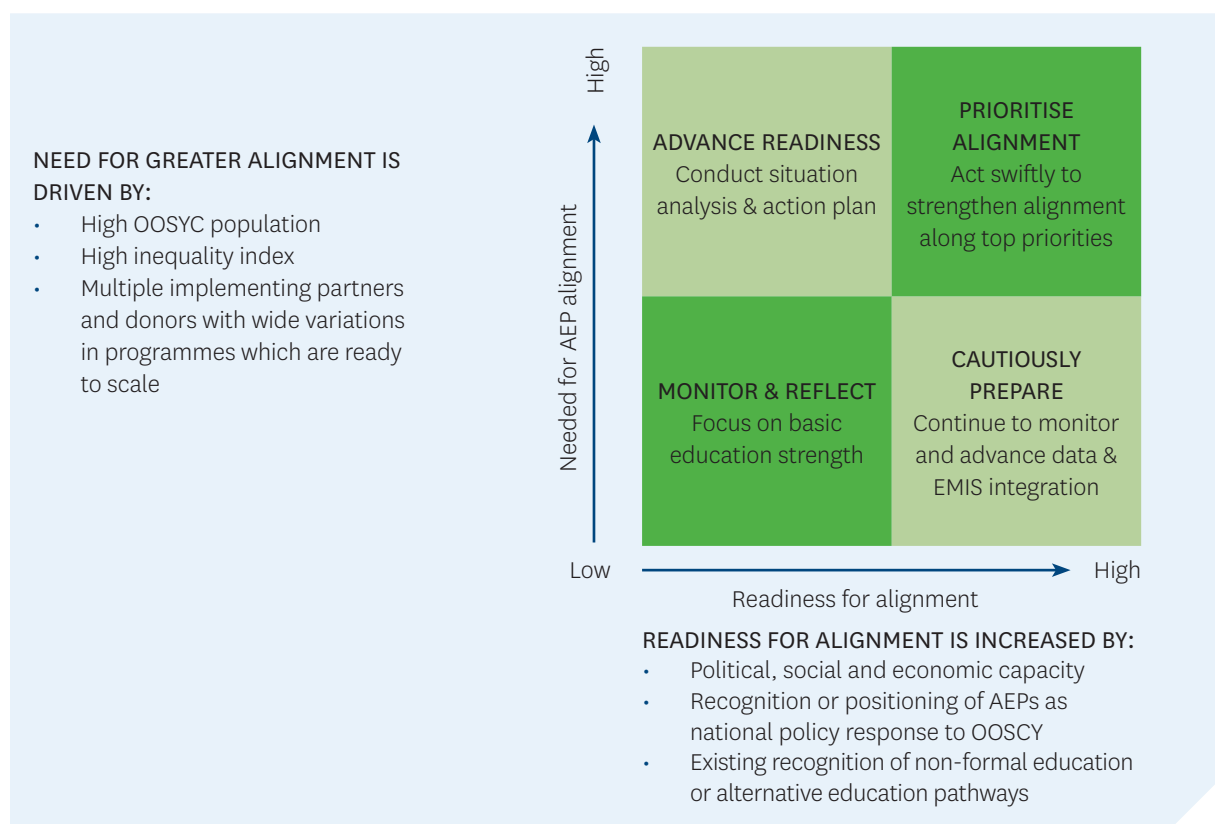 NEED FOR GREATER ALIGNMENT IS
DRIVEN BY:
• High OOSYC population
• High inequality index
• Multiple implementing partners
and donors with wide variations
in programmes which are ready
to scale
High
Needed for AEP alignment
Low
ADVANCE READINESS
Conduct situation
analysis & action plan
PRIORITISE
ALIGNMENT
Act swiftly to
strengthen alignment
along top priorities
MONITOR & REFLECT
Focus on basic
education strength
CAUTIOUSLY
PREPARE
Continue to monitor
and advance data &
EMIS integration
High
Readiness for alignment
READINESS FOR ALIGNMENT IS INCREASED BY:
• Political, social and economic capacity
• Recognition or positioning of AEPs as
national policy response to OOSCY
• Existing recognition of non-formal education
or alternative education pathways